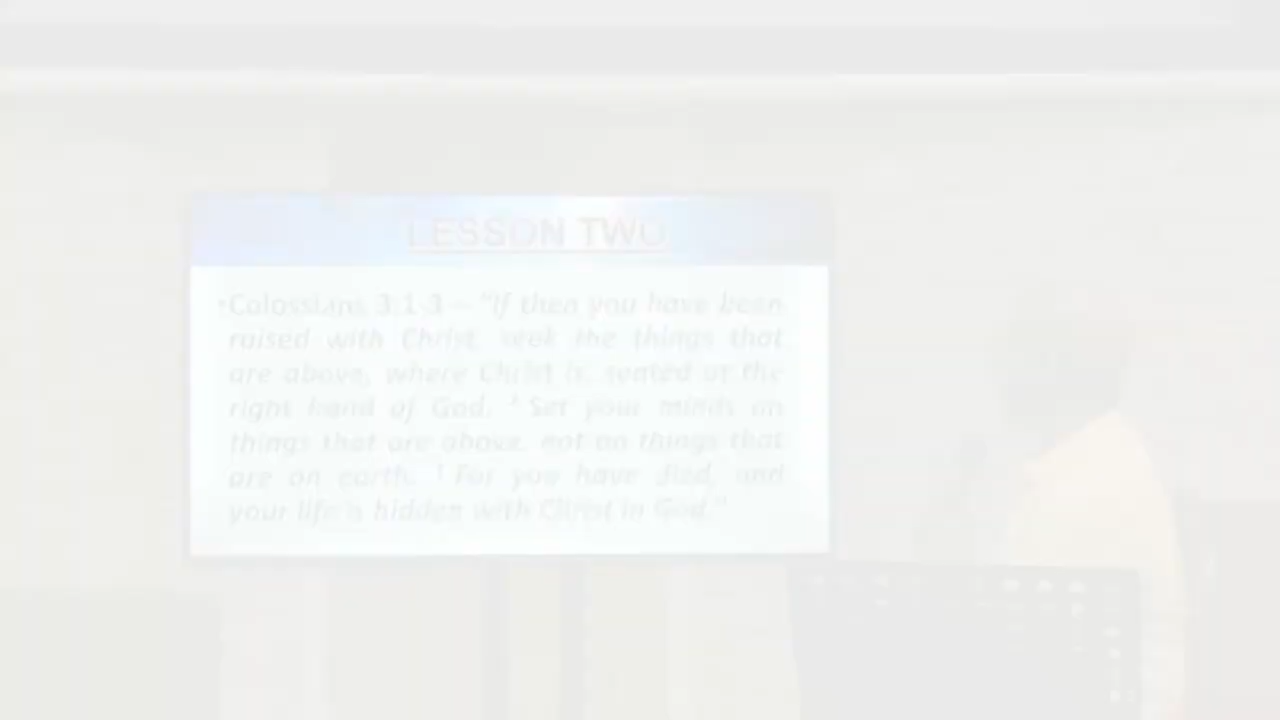 LESSON TWO
•Colossians 3:1-3 – "If then you have been
raised with Christ, seek the things that
are above, where Christ is, seated at the
right hand of God. ² Set your minds on
things that are above, not on things that
are on earth. ³ For you have died, and
your life is hidden with Christ in God."